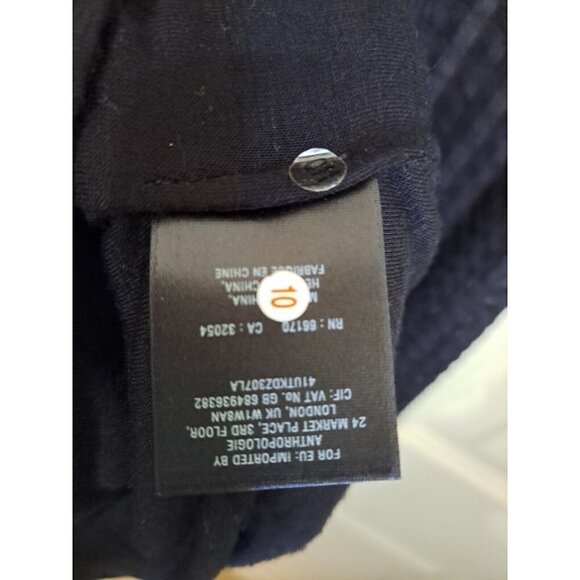 FOR EU: IMPORTED BY
ANTHROPOLOGIE
24 MARKET PLACE, 3RD FLOOR,
LONDON, UK W1W8AN
CIF: VAT No. GB 684936382
41UTKDZ307LA
RN : 66170 CA : 32054
10
CHINA,
FABRIQUE EN CHINE